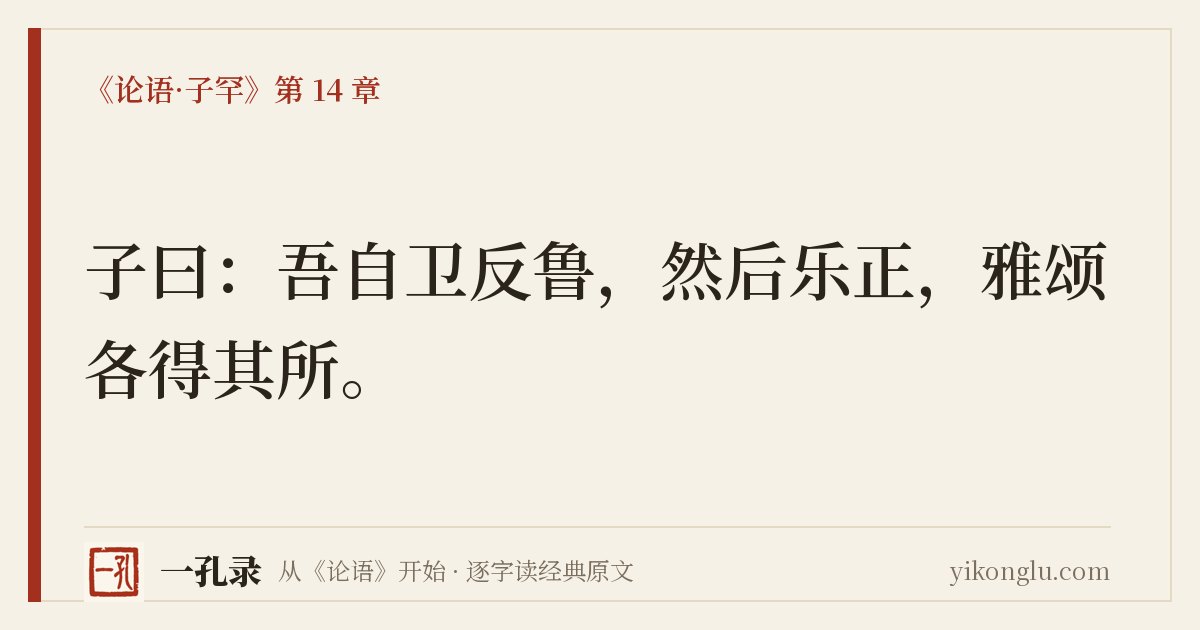 《论语·子罕》第 14 章
子曰：吾自卫反鲁，然后乐正，雅颂
各得其所。
一孔
一孔录 从《论语》开始 · 逐字读经典原文 yikonglu.com